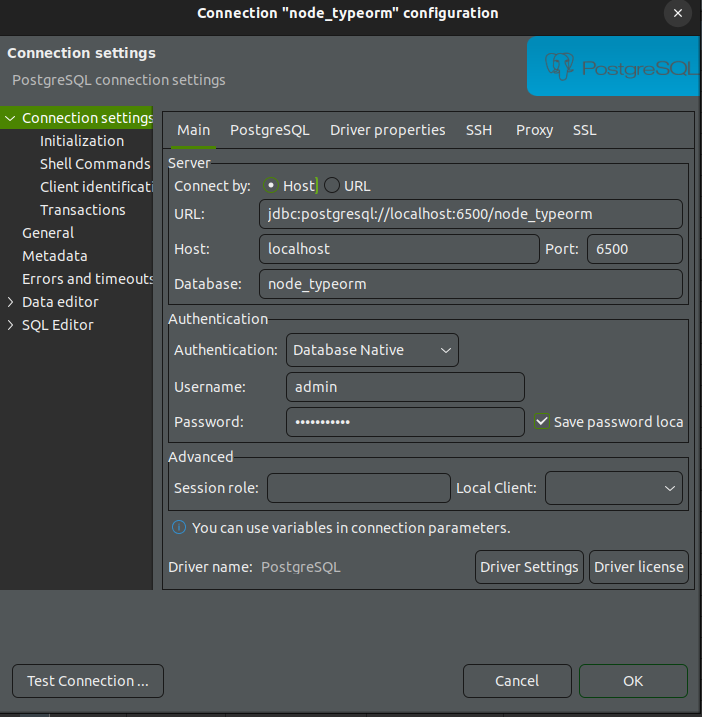 Connection "node_typeorm" configuration
Connection settings
PostgreSQL connection settings
PostgreSQL
Connection settings
Initialization
Shell Commands
Client identificati
Transactions
General
Metadata
Errors and timeouts
Data editor
SQL Editor
Main PostgreSQL Driver properties SSH Proxy SSL
Server
Connect by: Host URL
URL: jdbc:postgresql://localhost:6500/node_typeorm
Host: localhost Port: 6500
Database: node_typeorm
Authentication
Authentication: Database Native
Username: admin
Password: •••••••••••• Save password loca
Advanced
Session role: Local Client:
You can use variables in connection parameters.
Driver name: PostgreSQL Driver Settings Driver license
Test Connection ... Cancel OK